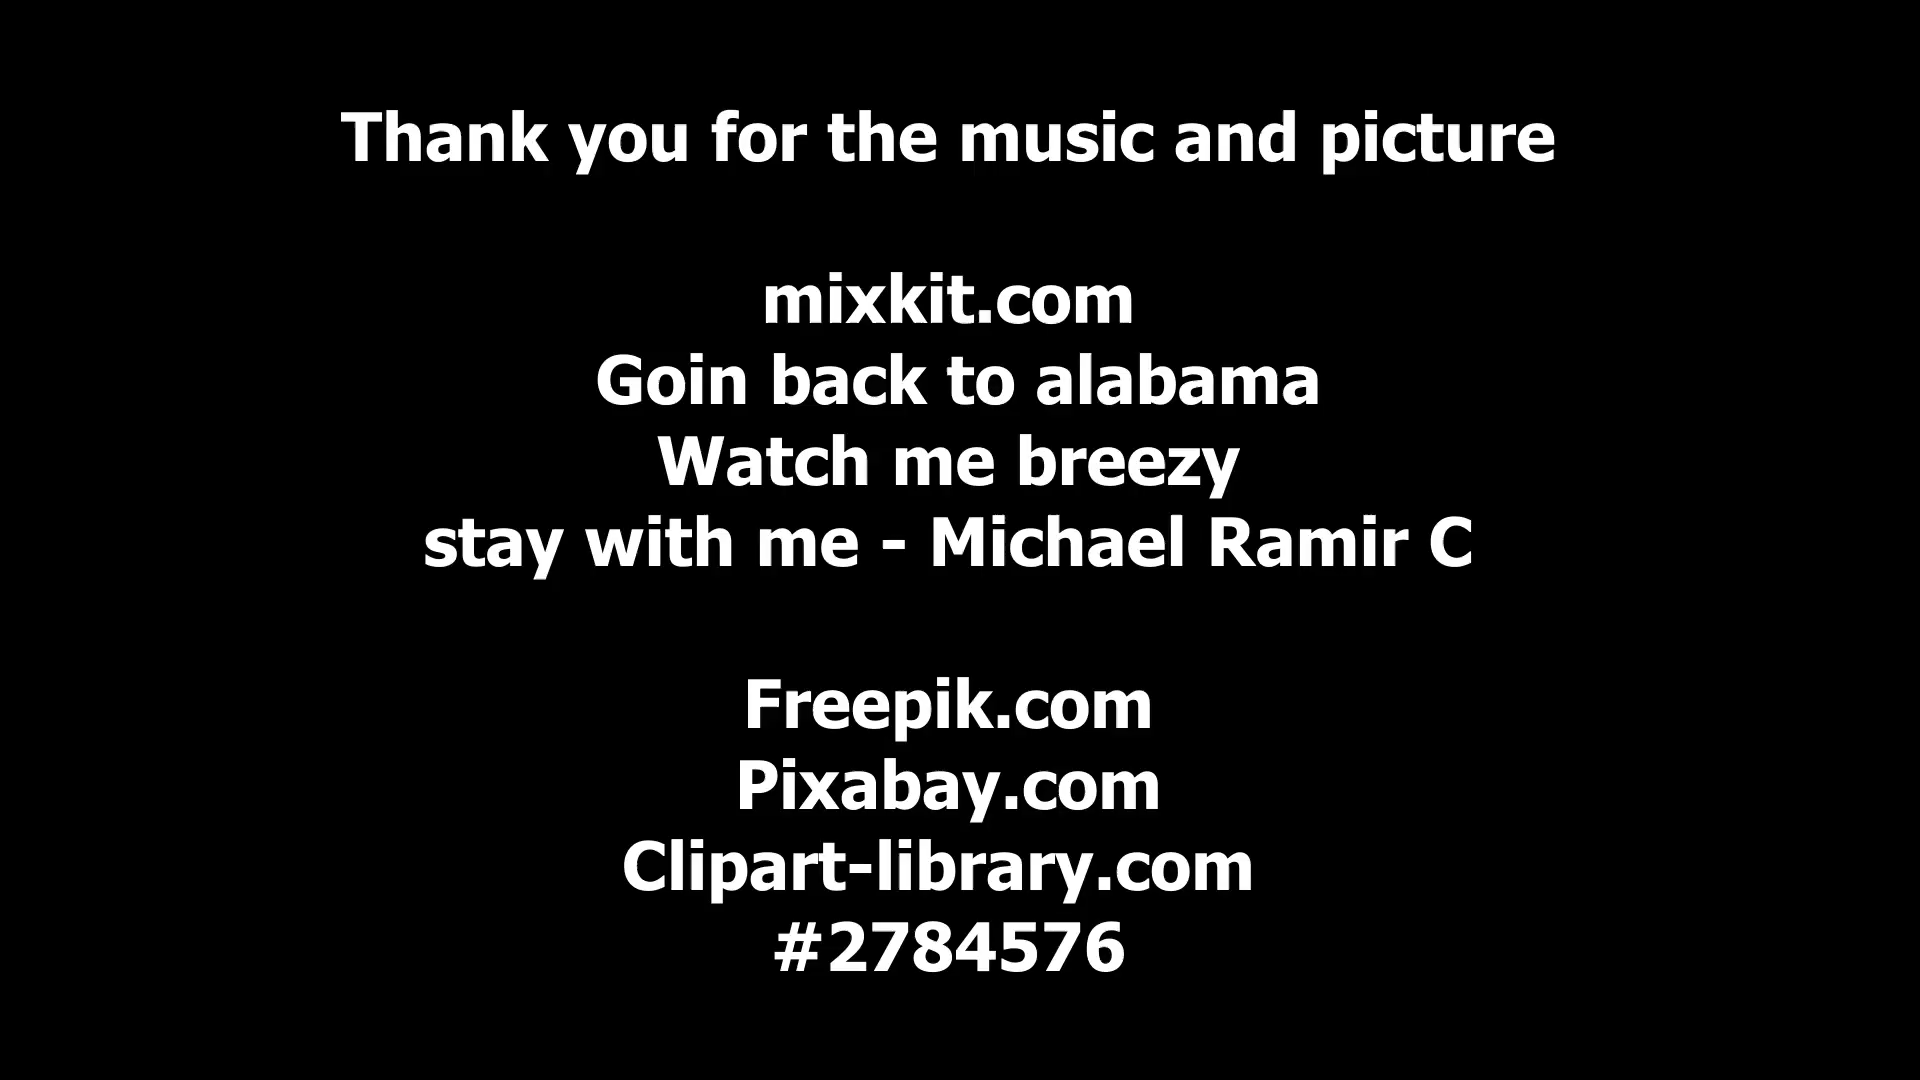 Thank you for the music and picture
mixkit.com
Goin back to alabama
Watch me breezy
stay with me - Michael Ramir C
Freepik.com
Pixabay.com
Clipart-library.com
#2784576